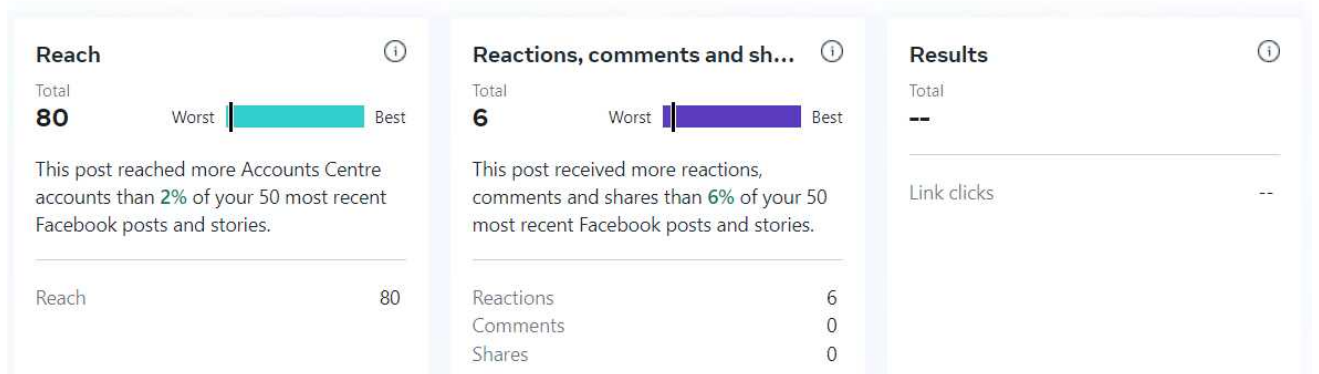 Reach
Total
80
Worst
Best
This post reached more Accounts Centre
accounts than 2% of your 50 most recent
Facebook posts and stories.
Reach 80
Reactions, comments and sh...
Total
6
Worst
Best
This post received more reactions,
comments and shares than 6% of your 50
most recent Facebook posts and stories.
Reactions 6
Comments 0
Shares 0
Results
Total
--
Link clicks --